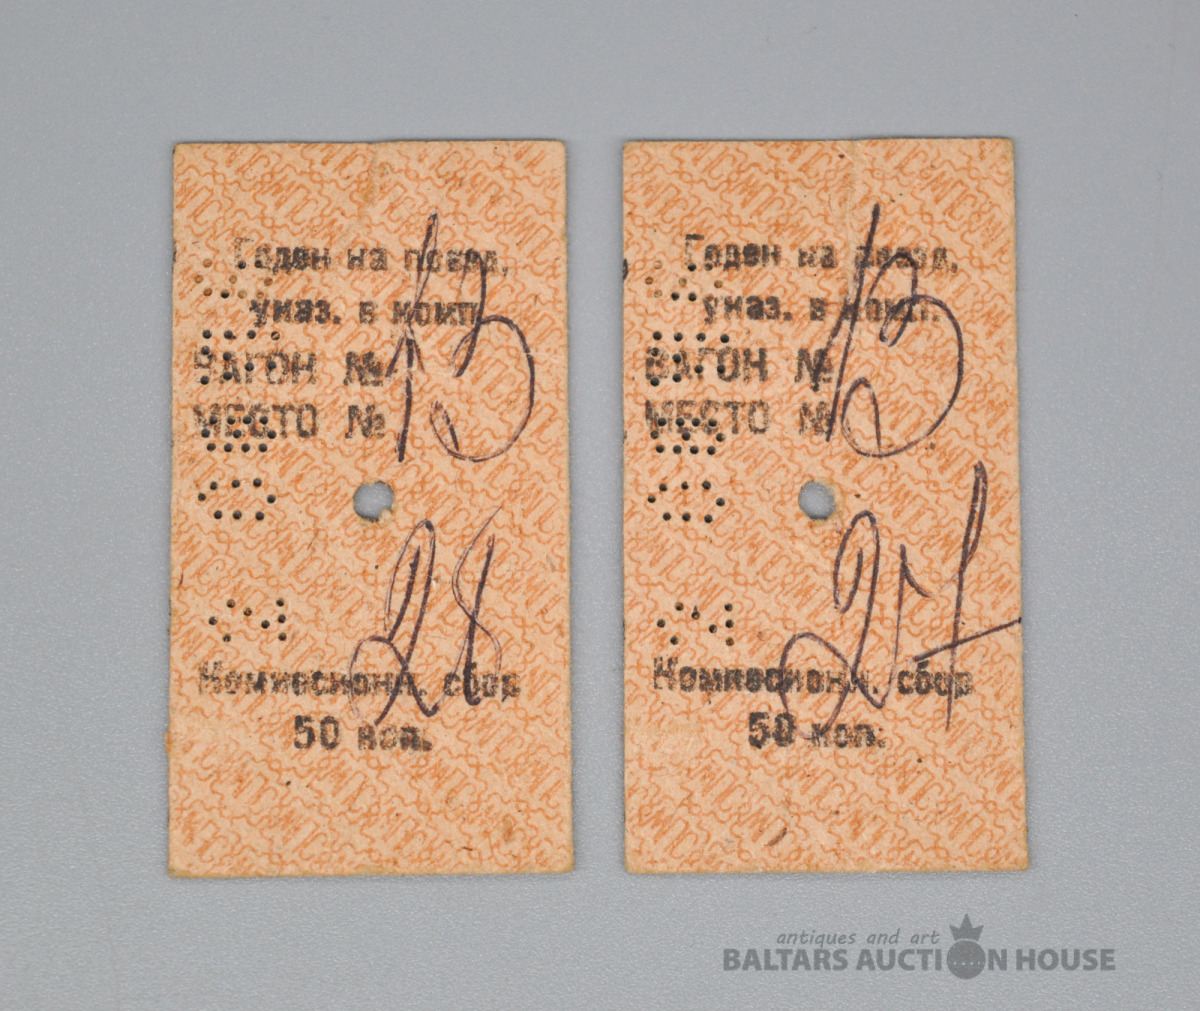 Годен на поезд,
указ. в комп.
ВАГОН № 13
МЕСТО №
28
Комиссионн. сбор
50 коп.
Годен на поезд,
указ. в комп.
ВАГОН № 13
МЕСТО №
27
Комиссионн. сбор
50 коп.
antiques and art
BALTARS AUCTION HOUSE